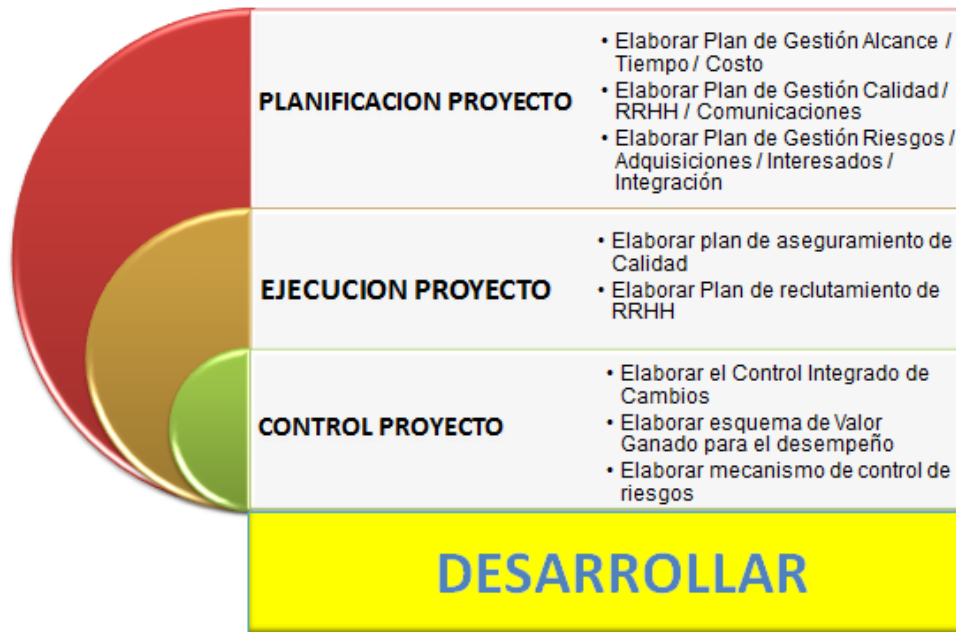 PLANIFICACION PROYECTO
• Elaborar Plan de Gestión Alcance /
Tiempo / Costo
• Elaborar Plan de Gestión Calidad /
RRHH / Comunicaciones
• Elaborar Plan de Gestión Riesgos /
Adquisiciones / Interesados /
Integración
EJECUCION PROYECTO
• Elaborar plan de aseguramiento de
Calidad
• Elaborar Plan de reclutamiento de
RRHH
CONTROL PROYECTO
• Elaborar el Control Integrado de
Cambios
• Elaborar esquema de Valor
Ganado para el desempeño
• Elaborar mecanismo de control de
riesgos
DESARROLLAR